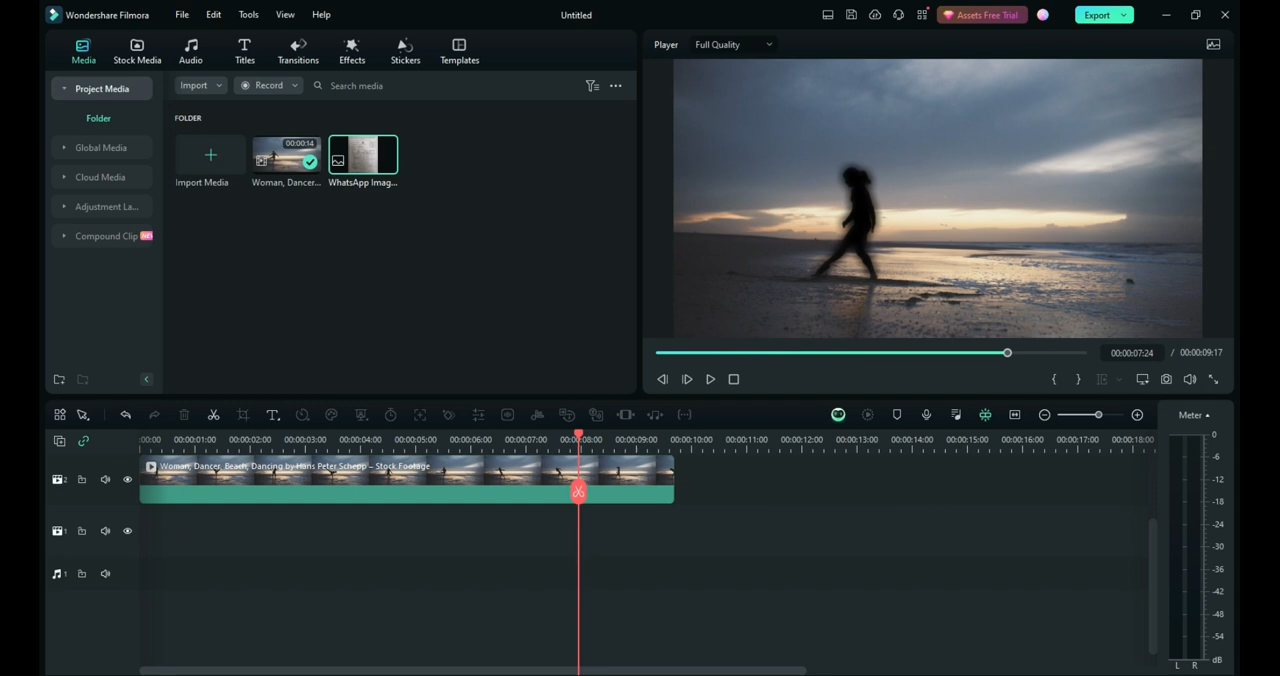 Wondershare Filmora File Edit Tools View Help Untitled Assets Free Trial Export
Media Stock Media Audio Titles Transitions Effects Stickers Templates
Player Full Quality
Project Media
Folder
Global Media
Cloud Media
Adjustment La...
Compound Clip NEW
Import Record Search media
FOLDER
00:00:14
Import Media Woman, Dancer... WhatsApp Imag...
00:00:07:24 / 00:00:09:17
Meter
:00:00 00:00:01:00 00:00:02:00 00:00:03:00 00:00:04:00 00:00:05:00 00:00:06:00 00:00:07:00 00:00:08:00 00:00:09:00 00:00:10:00 00:00:11:00 00:00:12:00 00:00:13:00 00:00:14:00 00:00:15:00 00:00:16:00 00:00:17:00 00:00:18:00
Woman, Dancer, Beach, Dancing by Hans Peter Schepp – Stock Footage
2
1
1
0
-6
-12
-18
-24
-30
-36
-42
-48
-54
dB
L R